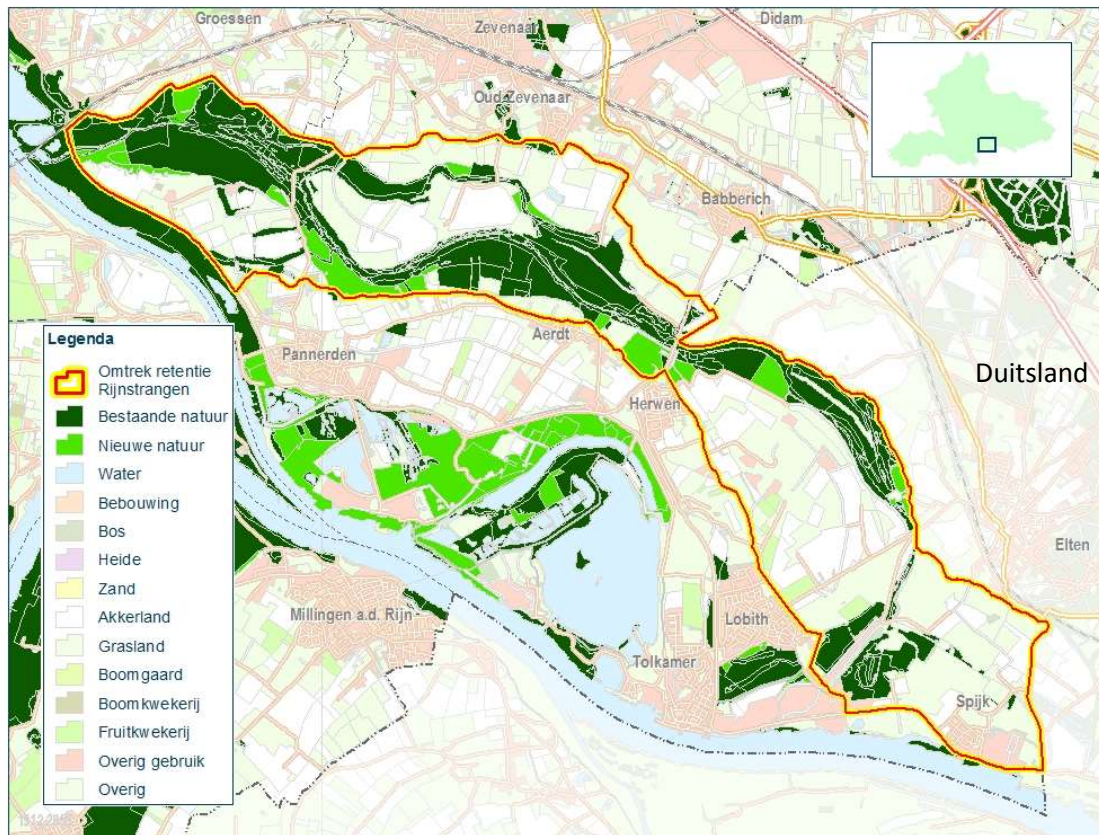 Groessen
Zevenaar
Didam
Oud Zevenaar
Babberich
Duitsland
Aerdt
Pannerden
Herwen
Elten
Millingen a.d. Rijn
Lobith
Tolkamer
Spijk
Legenda
Omtrek retentie
Rijnstrangen
Bestaande natuur
Nieuwe natuur
Water
Bebouwing
Bos
Heide
Zand
Akkerland
Grasland
Boomgaard
Boomkwekerij
Fruitkwekerij
Overig gebruik
Overig